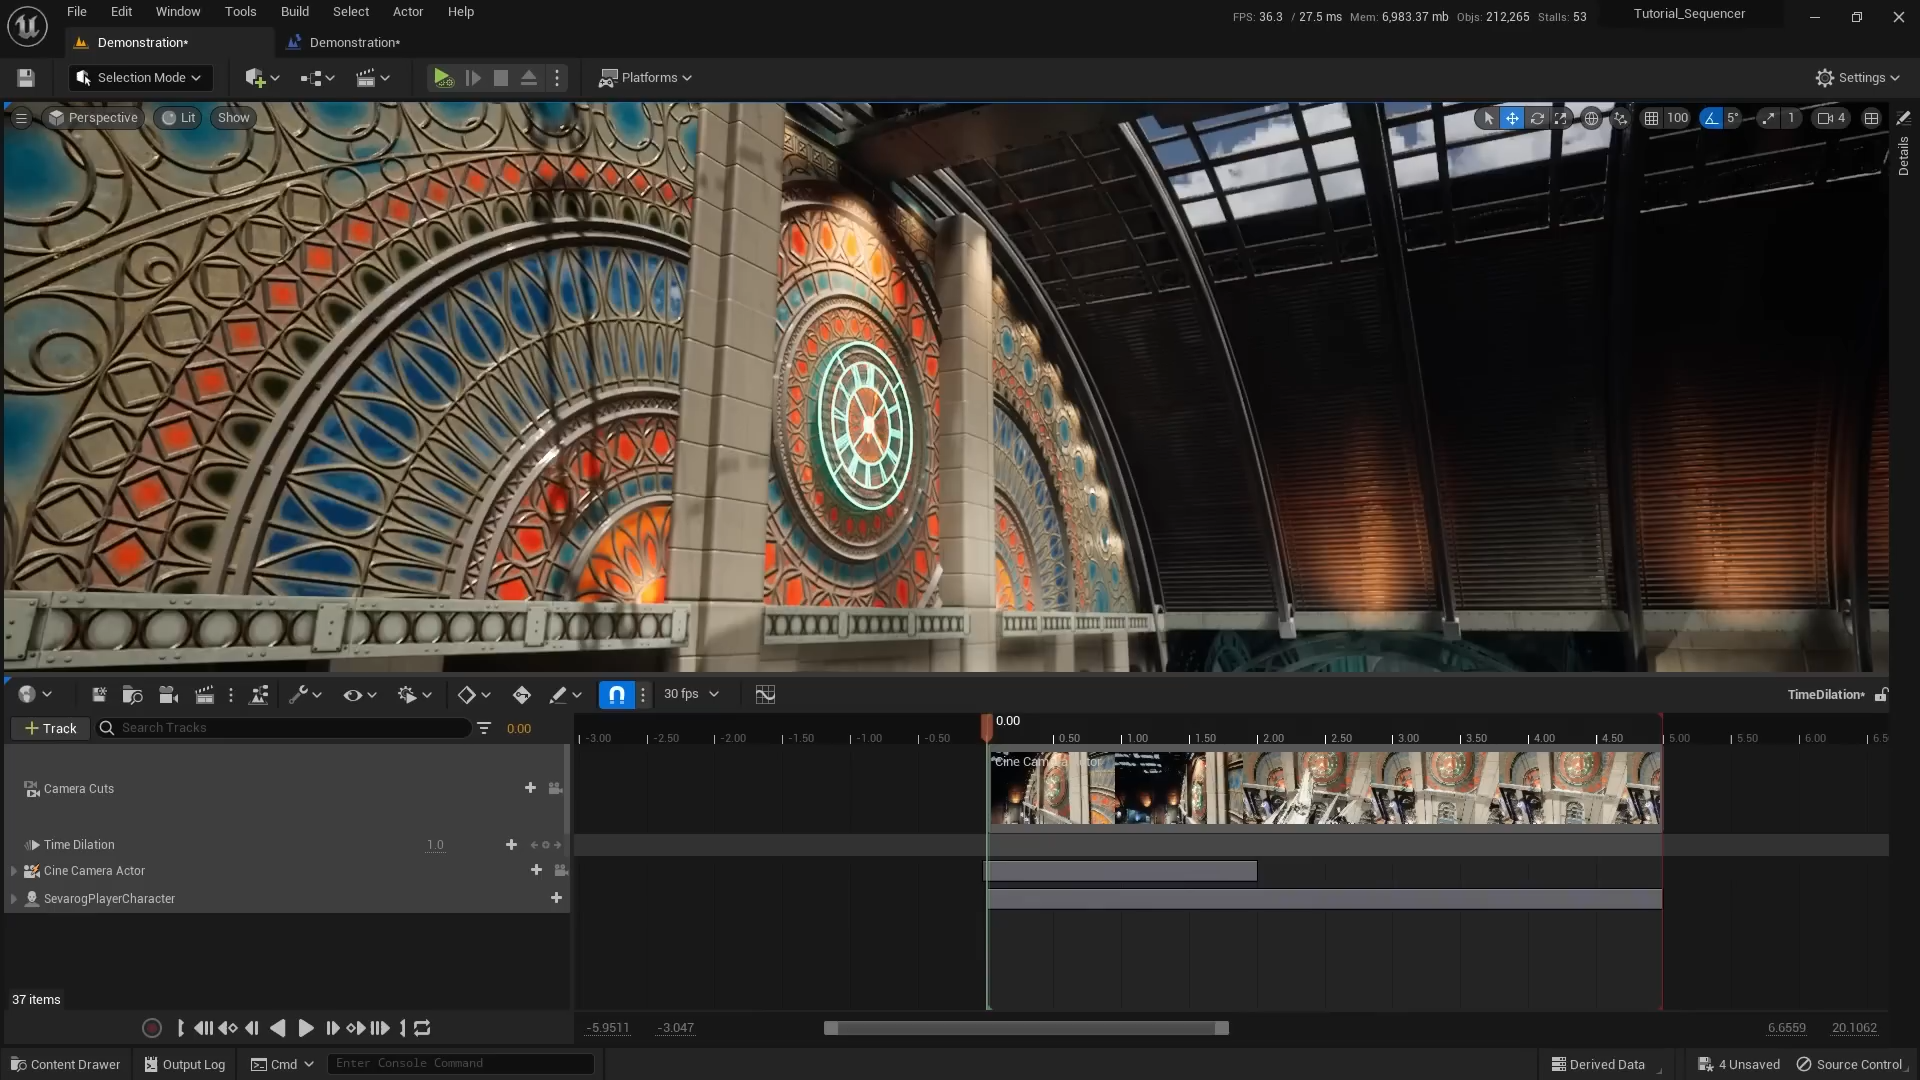 File Edit Window Tools Build Select Actor Help
FPS: 36.3 / 27.5 ms Mem: 6,983.37 mb Objs: 212,265 Stalls: 53
Tutorial_Sequencer
Demonstration*
Demonstration*
Selection Mode
Platforms
Settings
Perspective
Lit
Show
100
5°
1
4
Details
30 fps
TimeDilation*
Track
Search Tracks
0.00
0.00
-3.00 -2.50 -2.00 -1.50 -1.00 -0.50 0.50 1.00 1.50 2.00 2.50 3.00 3.50 4.00 4.50 5.00 5.50 6.00 6.5
Cine Camera Actor
Camera Cuts
Time Dilation
1.0
Cine Camera Actor
SevarogPlayerCharacter
37 items
-5.9511
-3.047
6.6559
20.1062
Content Drawer
Output Log
Cmd
Enter Console Command
Derived Data
4 Unsaved
Source Control